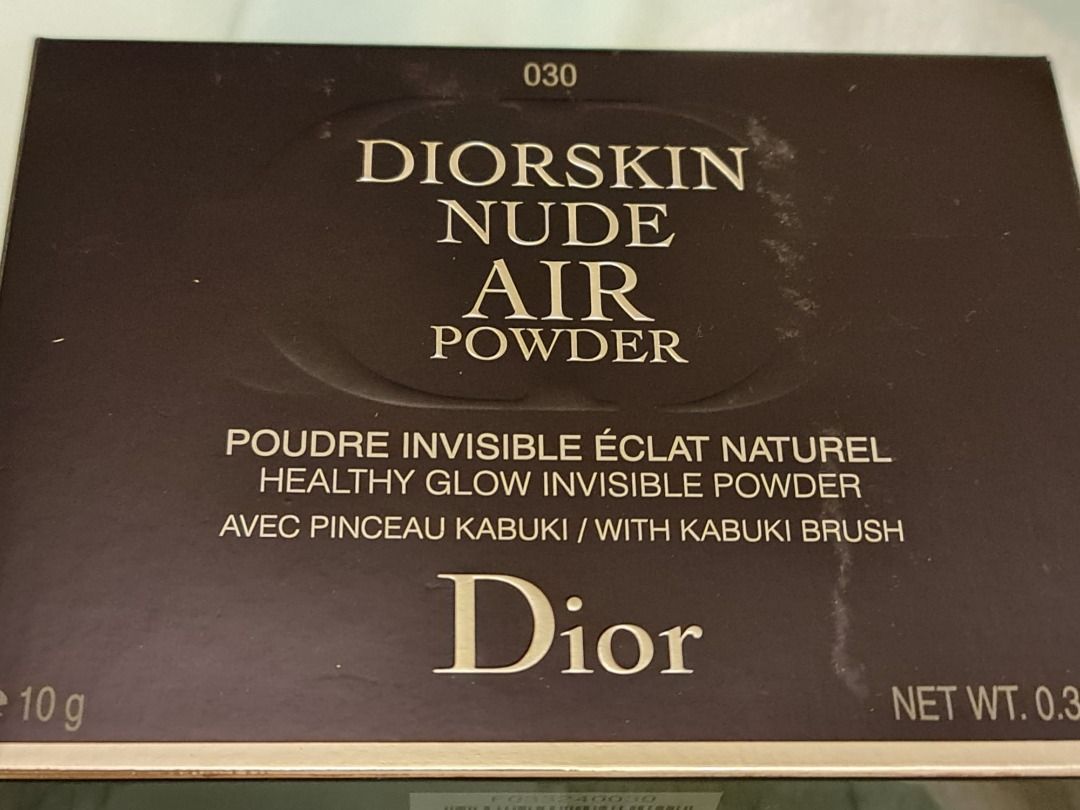 030
DIORSKIN
NUDE
AIR
POWDER
POUDRE INVISIBLE ÉCLAT NATUREL
HEALTHY GLOW INVISIBLE POWDER
AVEC PINCEAU KABUKI / WITH KABUKI BRUSH
Dior
e 10 g NET WT. 0.3